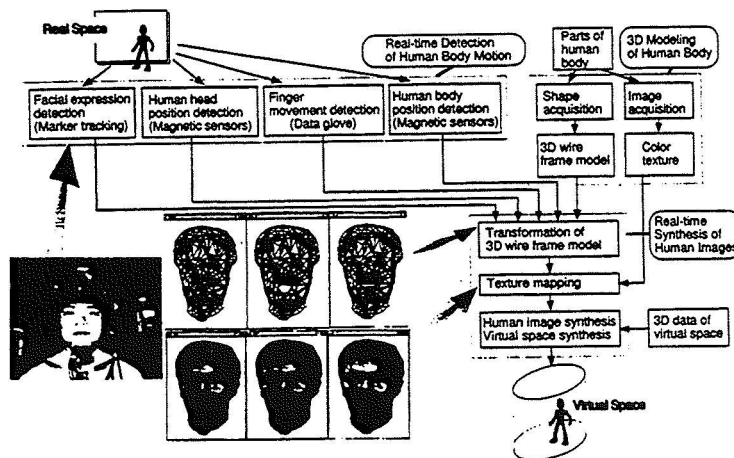 Real Space
Real-time Detection
of Human Body Motion
Parts of
human
body
3D Modeling
of Human Body
Facial expression
detection
(Marker tracking)
Human head
position detection
(Magnetic sensors)
Finger
movement detection
(Data glove)
Human body
position detection
(Magnetic sensors)
Shape
acquisition
Image
acquisition
3D wire
frame model
Color
texture
Transformation of
3D wire frame model
Real-time
Synthesis of
Human Images
Texture mapping
Human image synthesis
Virtual space synthesis
3D data of
virtual space
Virtual Space